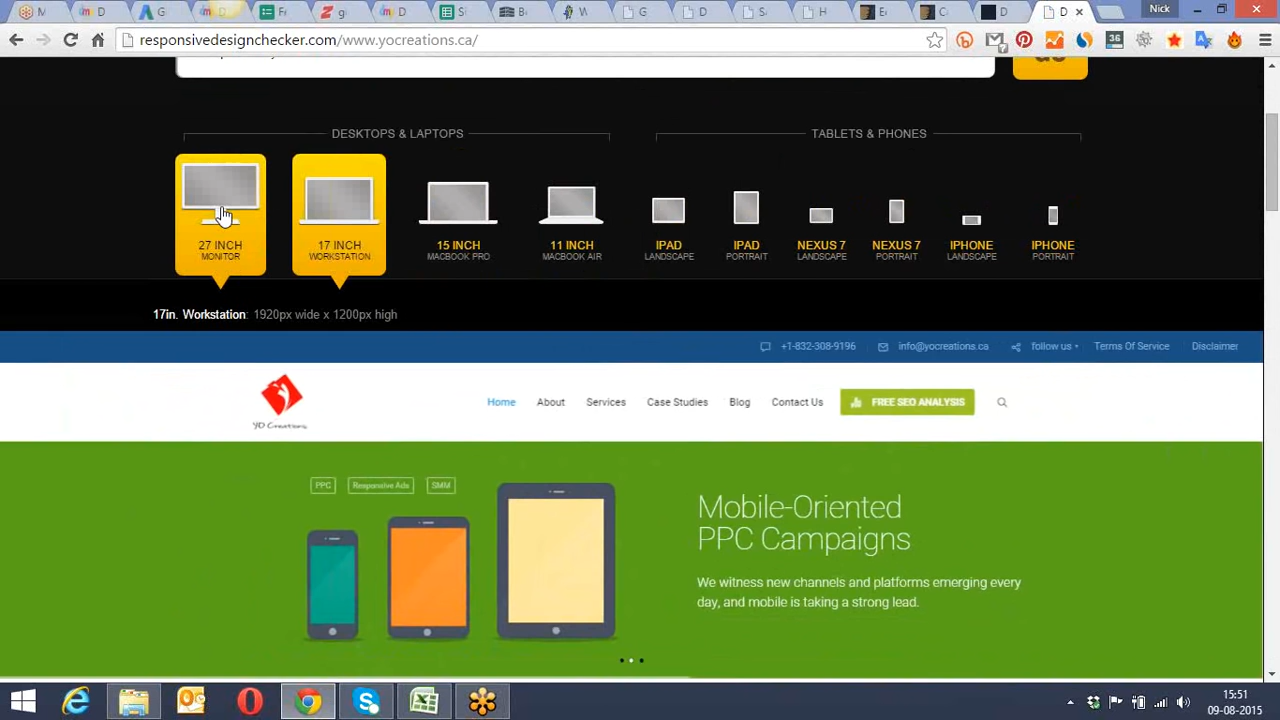 Nick
responsivedesignchecker.com/www.yocreations.ca/
DESKTOPS & LAPTOPS
TABLETS & PHONES
27 INCH
MONITOR
17 INCH
WORKSTATION
15 INCH
MACBOOK PRO
11 INCH
MACBOOK AIR
IPAD
LANDSCAPE
IPAD
PORTRAIT
NEXUS 7
LANDSCAPE
NEXUS 7
PORTRAIT
IPHONE
LANDSCAPE
IPHONE
PORTRAIT
17in. Workstation: 1920px wide x 1200px high
+1-832-308-9196 info@yocreations.ca follow us Terms Of Service Disclaimer
YO Creations
Home About Services Case Studies Blog Contact Us FREE SEO ANALYSIS
PPC Responsive Ads SMM
Mobile-Oriented
PPC Campaigns
We witness new channels and platforms emerging every
day, and mobile is taking a strong lead.
15:51
09-08-2015